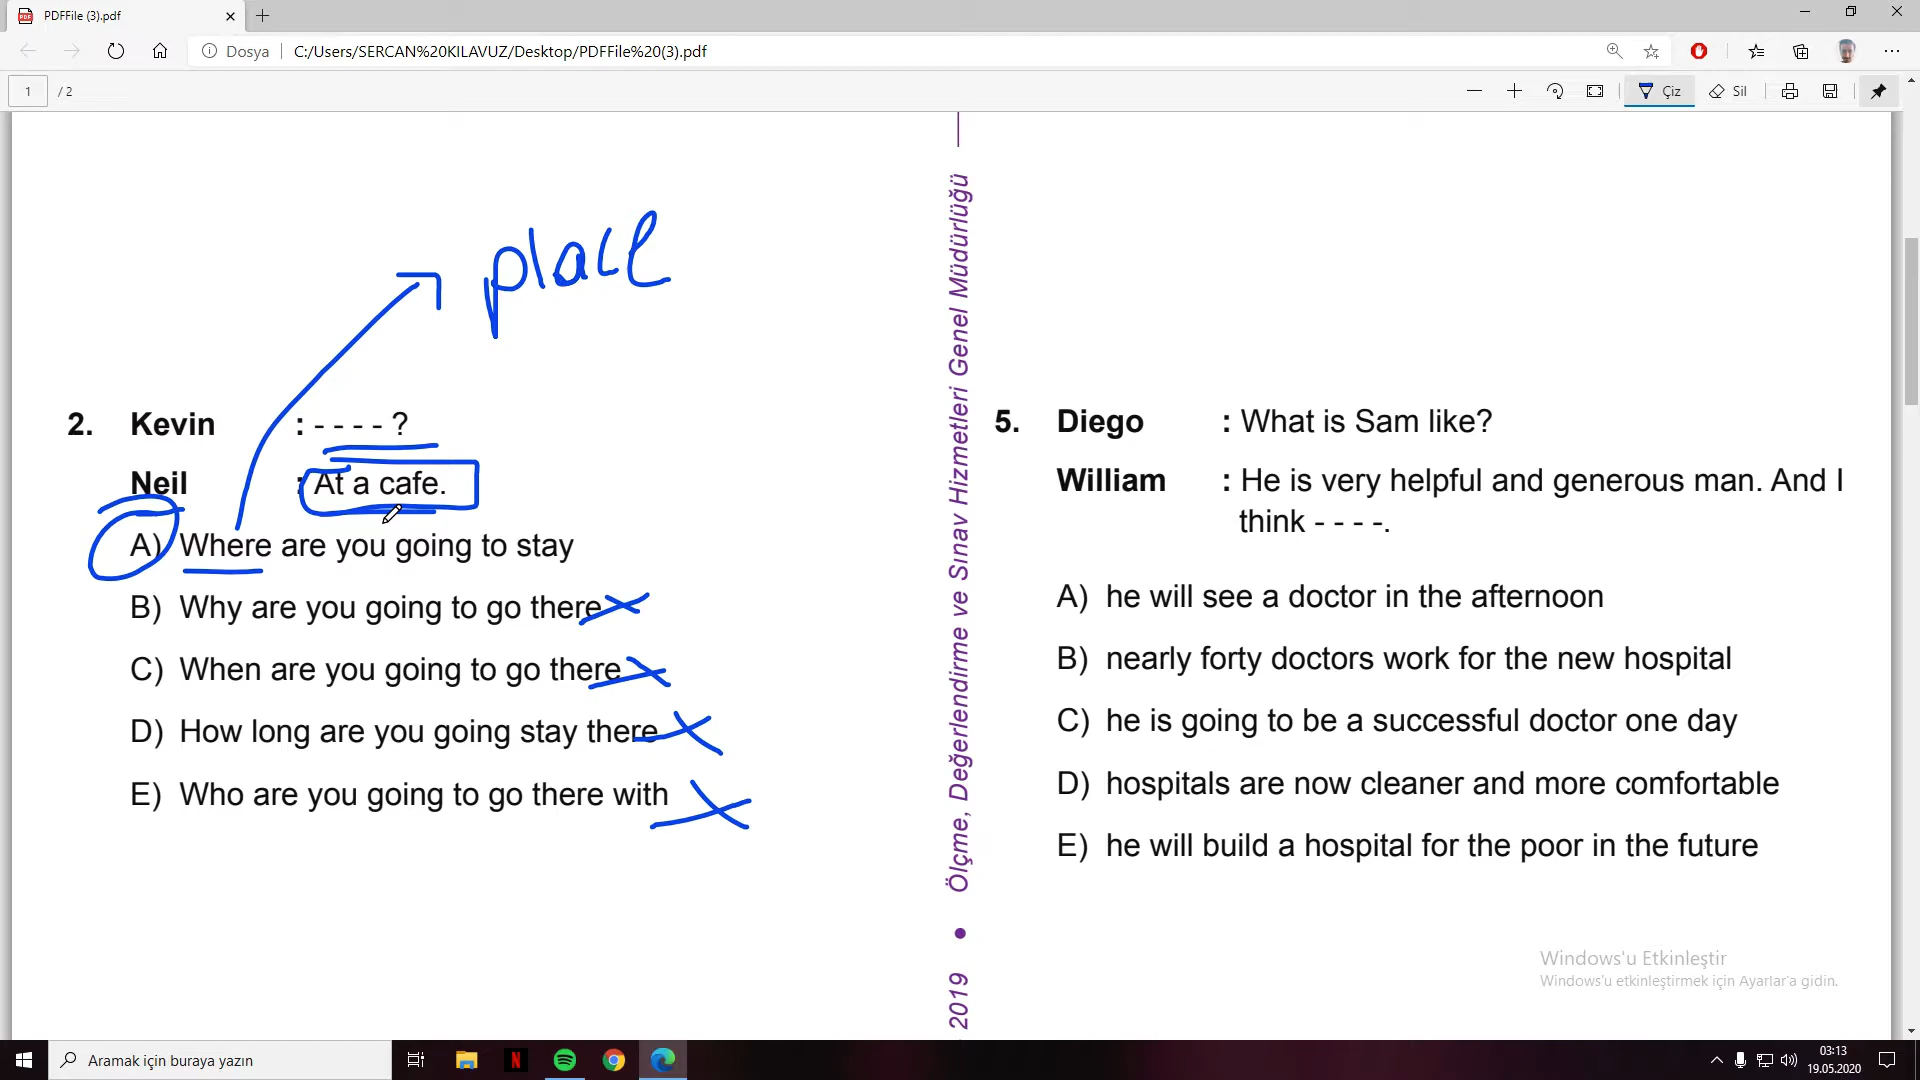 PDFFile (3).pdf
Dosya
C:/Users/SERCAN%20KILAVUZ/Desktop/PDFFile%20(3).pdf
1
/ 2
Çiz
Sil
place
2. Kevin : - - - - ?
Neil : At a cafe.
A) Where are you going to stay
B) Why are you going to go there
C) When are you going to go there
D) How long are you going stay there
E) Who are you going to go there with
2019 • Ölçme, Değerlendirme ve Sınav Hizmetleri Genel Müdürlüğü
5. Diego : What is Sam like?
William : He is very helpful and generous man. And I
think - - - -.
A) he will see a doctor in the afternoon
B) nearly forty doctors work for the new hospital
C) he is going to be a successful doctor one day
D) hospitals are now cleaner and more comfortable
E) he will build a hospital for the poor in the future
Windows'u Etkinleştir
Windows'u etkinleştirmek için Ayarlar'a gidin.
Aramak için buraya yazın
03:13
19.05.2020